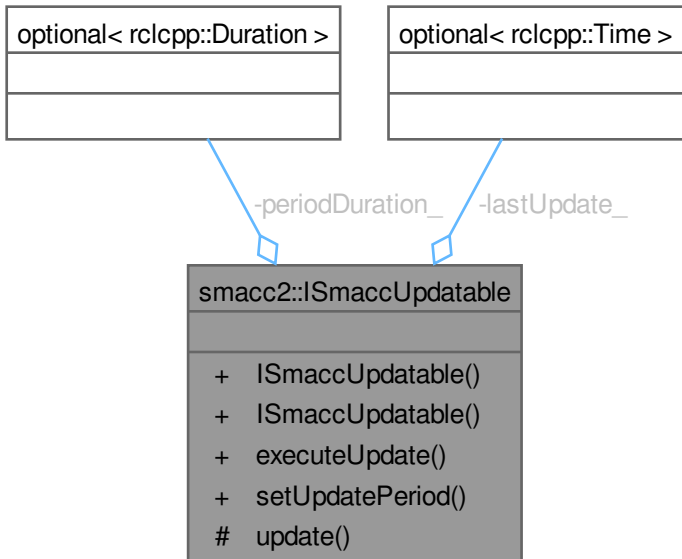 optional< rclcpp::Duration >
optional< rclcpp::Time >
-periodDuration_
-lastUpdate_
smacc2::ISmaccUpdatable
+ ISmaccUpdatable()
+ ISmaccUpdatable()
+ executeUpdate()
+ setUpdatePeriod()
# update()